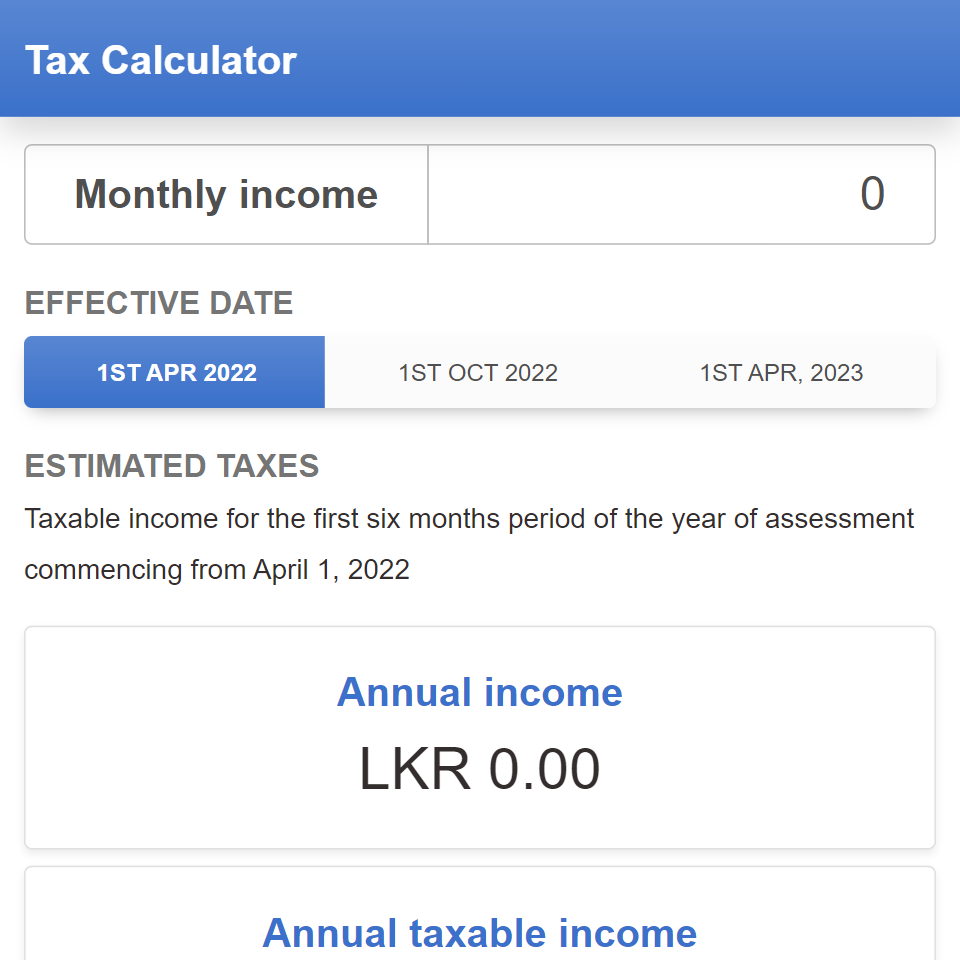 Tax Calculator
Monthly income 0
EFFECTIVE DATE
1ST APR 2022 1ST OCT 2022 1ST APR, 2023
ESTIMATED TAXES
Taxable income for the first six months period of the year of assessment
commencing from April 1, 2022
Annual income
LKR 0.00
Annual taxable income